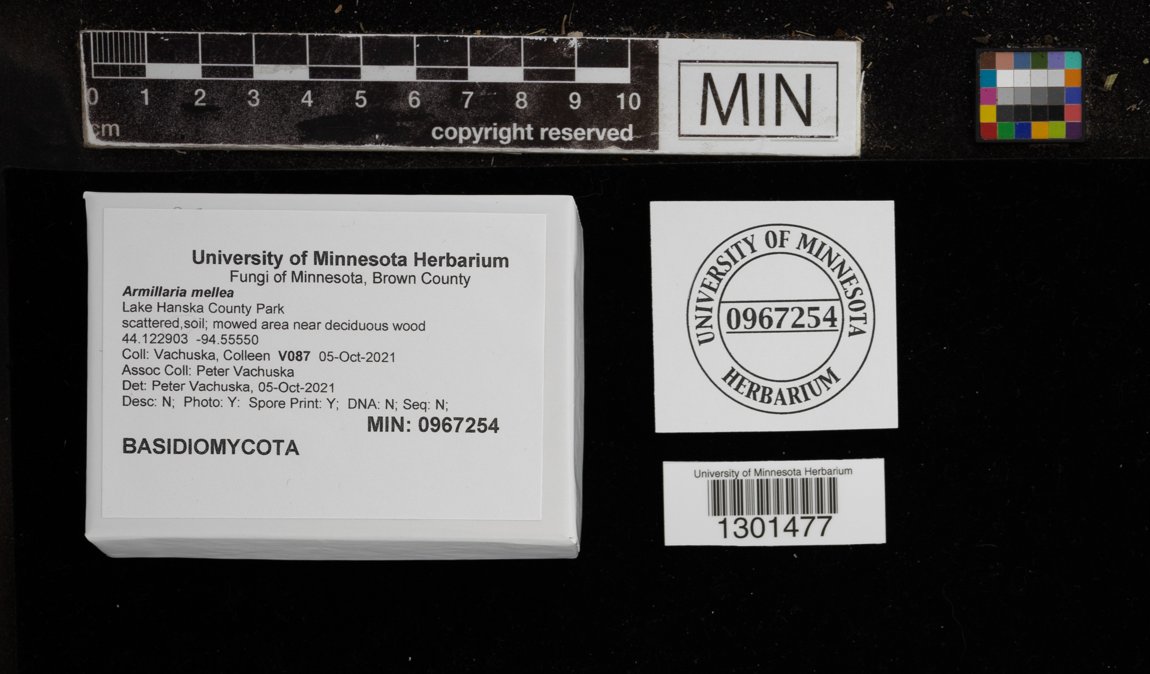 0 1 2 3 4 5 6 7 8 9 10
cm
copyright reserved
MIN
University of Minnesota Herbarium
Fungi of Minnesota, Brown County
Armillaria mellea
Lake Hanska County Park
scattered,soil; mowed area near deciduous wood
44.122903 -94.55550
Coll: Vachuska, Colleen V087 05-Oct-2021
Assoc Coll: Peter Vachuska
Det: Peter Vachuska, 05-Oct-2021
Desc: N; Photo: Y: Spore Print: Y; DNA: N; Seq: N;
MIN: 0967254
BASIDIOMYCOTA
UNIVERSITY OF MINNESOTA
0967254
HERBARIUM
University of Minnesota Herbarium
1301477